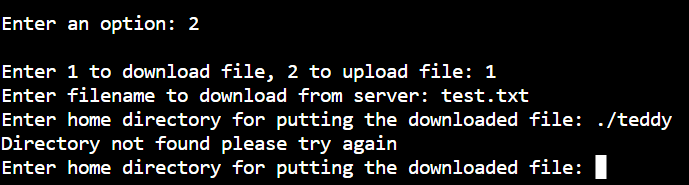 Enter an option: 2
Enter 1 to download file, 2 to upload file: 1
Enter filename to download from server: test.txt
Enter home directory for putting the downloaded file: ./teddy
Directory not found please try again
Enter home directory for putting the downloaded file: